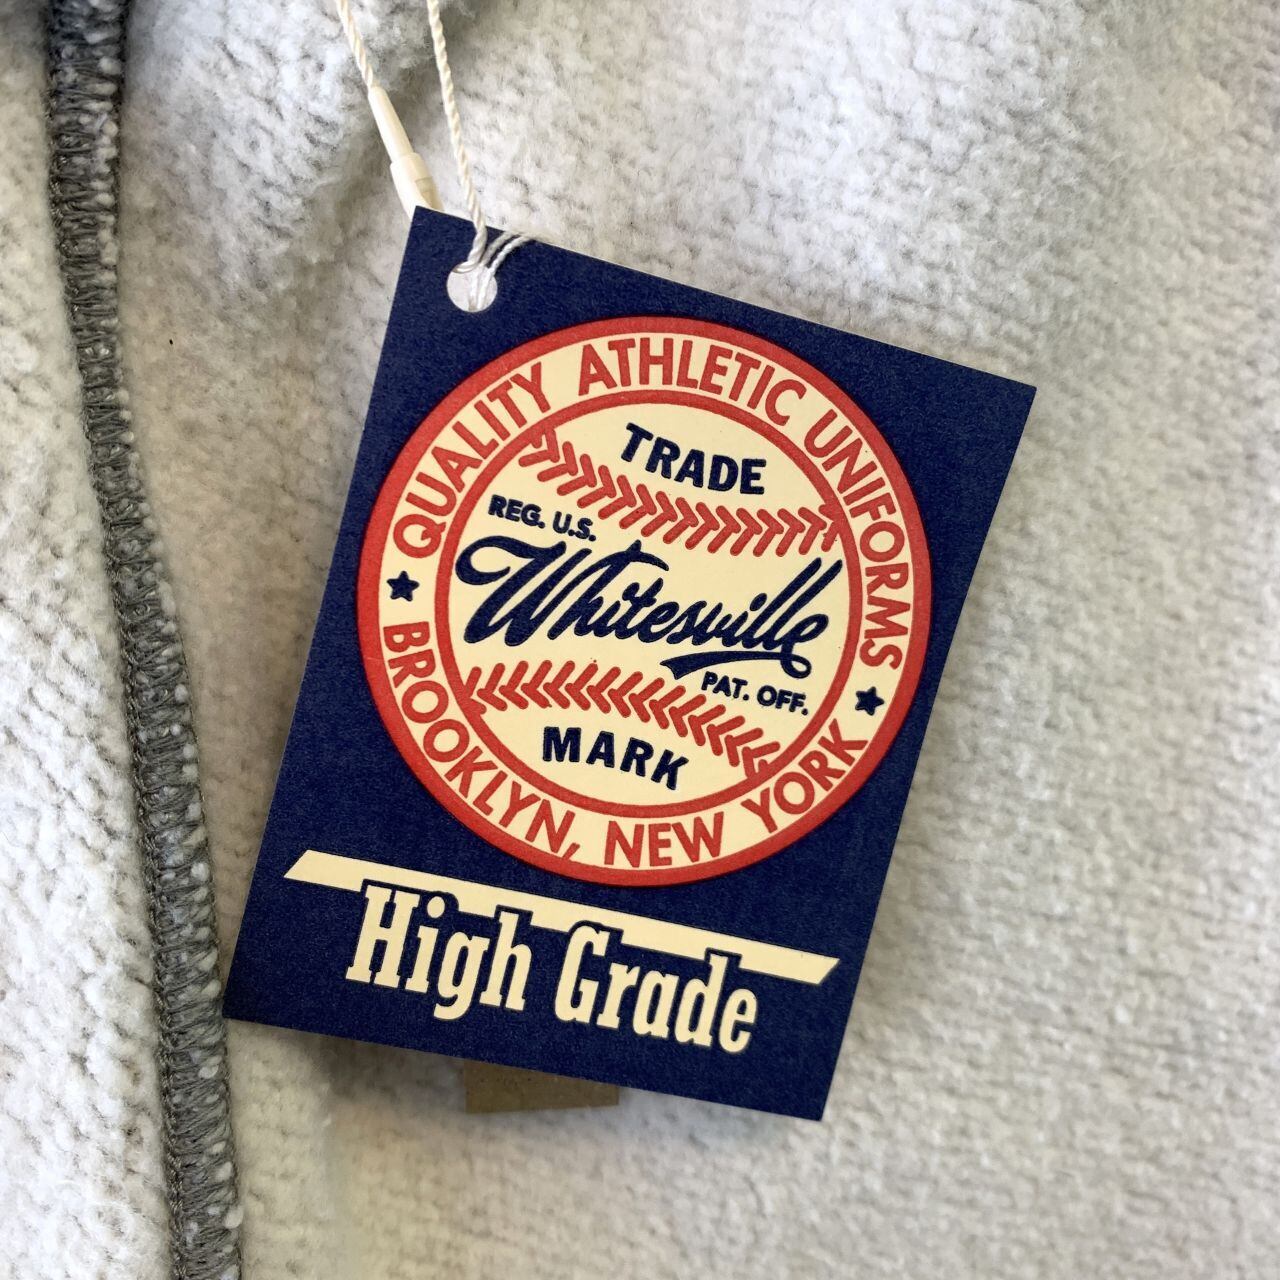 QUALITY ATHLETIC UNIFORMS
TRADE
REG. U.S.
Whitesville
PAT. OFF.
MARK
BROOKLYN, NEW YORK
High Grade